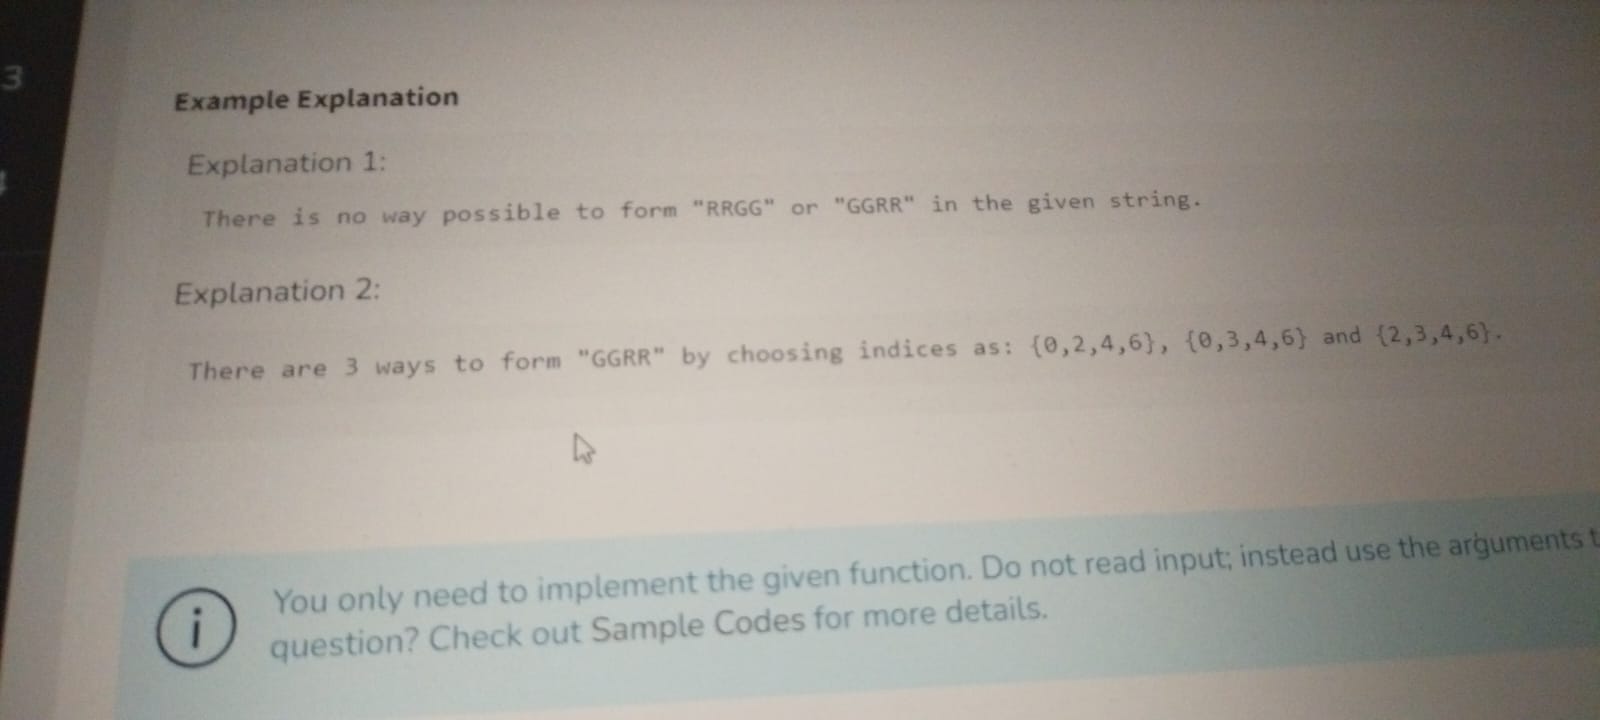 3
Example Explanation
Explanation 1:
There is no way possible to form "RRGG" or "GGRR" in the given string.
Explanation 2:
There are 3 ways to form "GGRR" by choosing indices as: {0,2,4,6}, {0,3,4,6} and {2,3,4,6}.
You only need to implement the given function. Do not read input; instead use the arguments t
question? Check out Sample Codes for more details.